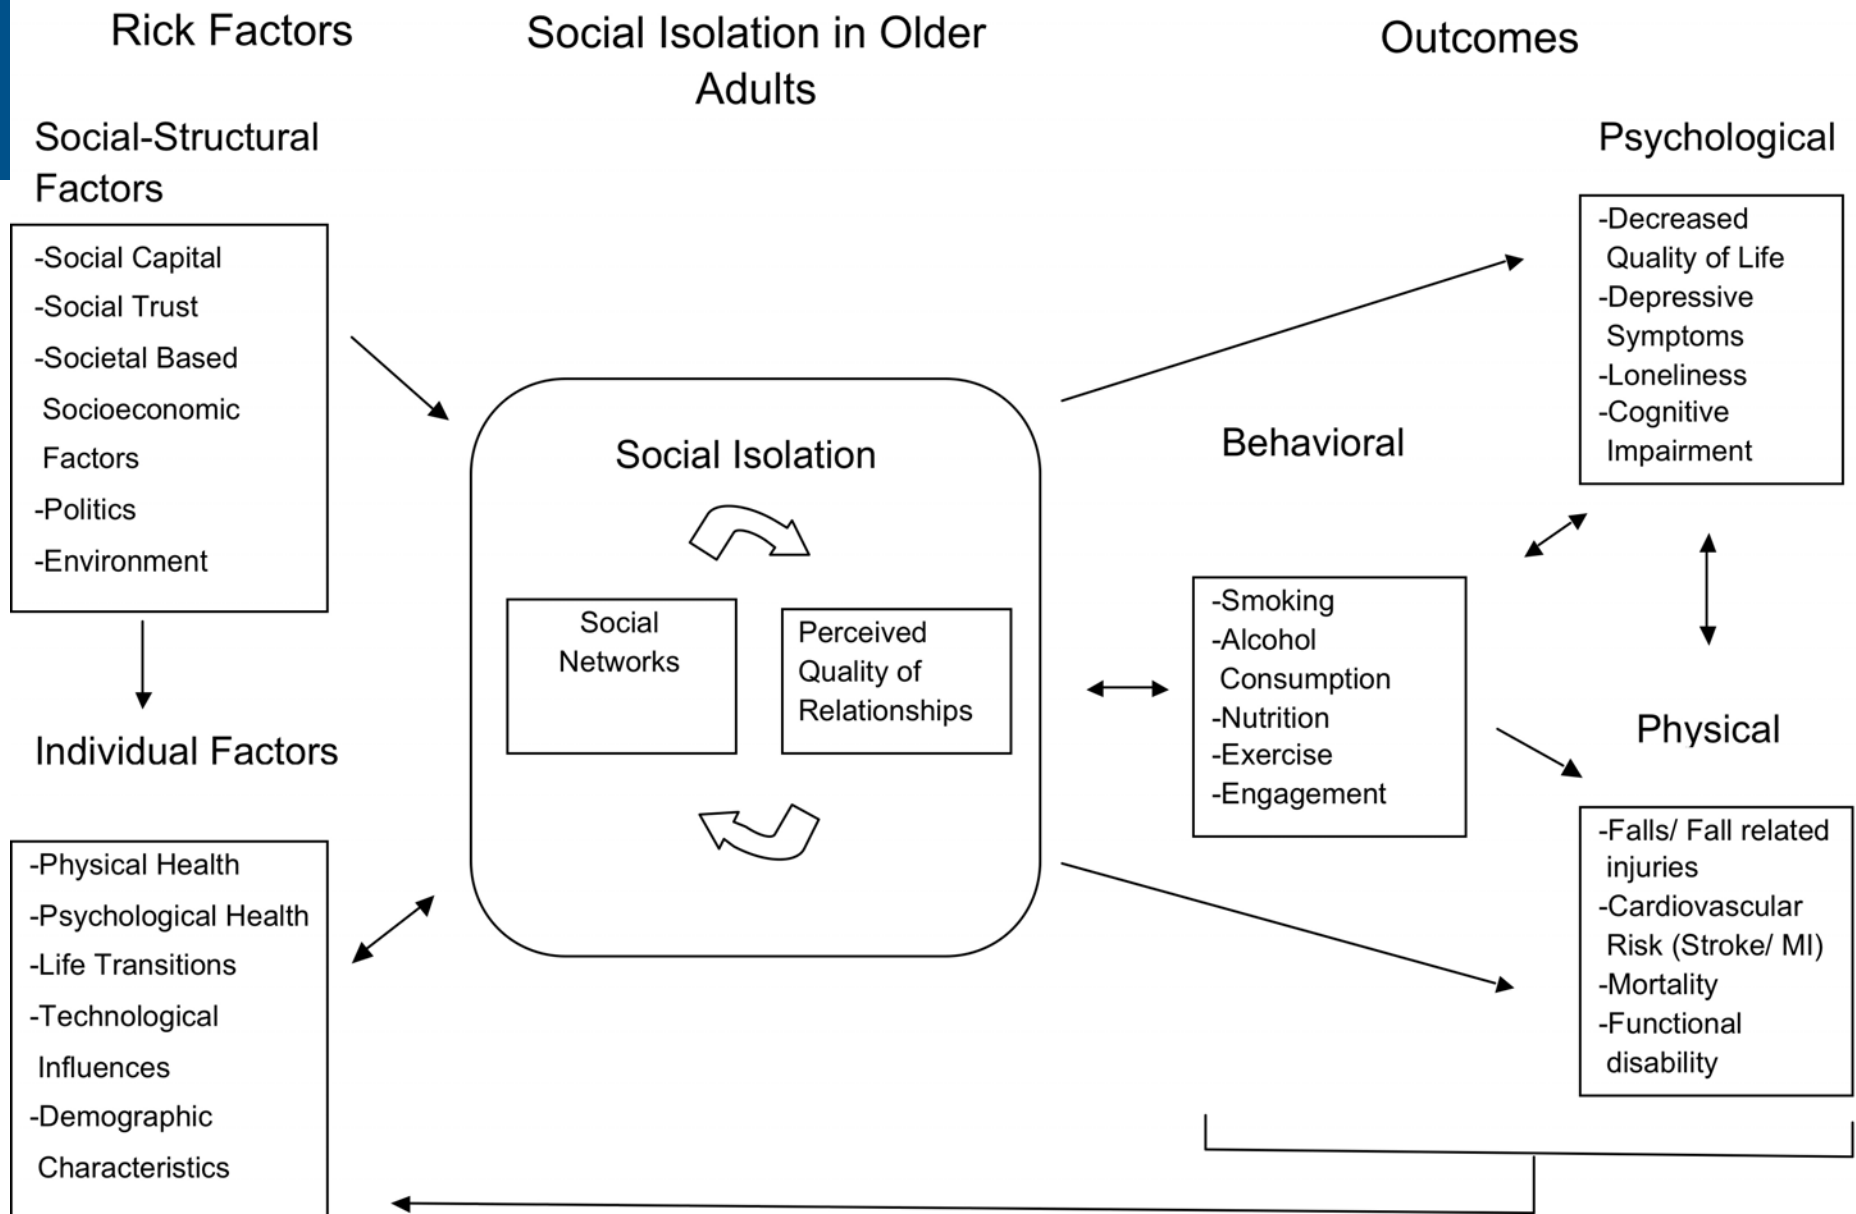 Rick Factors
Social Isolation in Older
Adults
Outcomes
Social-Structural
Factors
-Social Capital
-Social Trust
-Societal Based
Socioeconomic
Factors
-Politics
-Environment
Individual Factors
-Physical Health
-Psychological Health
-Life Transitions
-Technological
Influences
-Demographic
Characteristics
Social Isolation
Social
Networks
Perceived
Quality of
Relationships
Behavioral
-Smoking
-Alcohol
Consumption
-Nutrition
-Exercise
-Engagement
Psychological
-Decreased
Quality of Life
-Depressive
Symptoms
-Loneliness
-Cognitive
Impairment
Physical
-Falls/ Fall related
injuries
-Cardiovascular
Risk (Stroke/ MI)
-Mortality
-Functional
disability